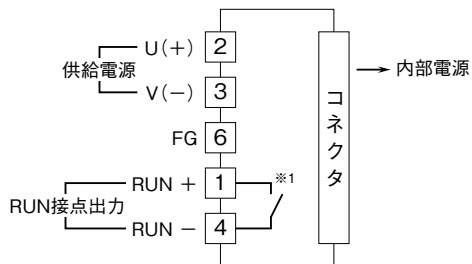 供給電源
U(+) 2
V(−) 3
FG 6
RUN接点出力
RUN + 1
RUN − 4
※1
コネクタ
内部電源